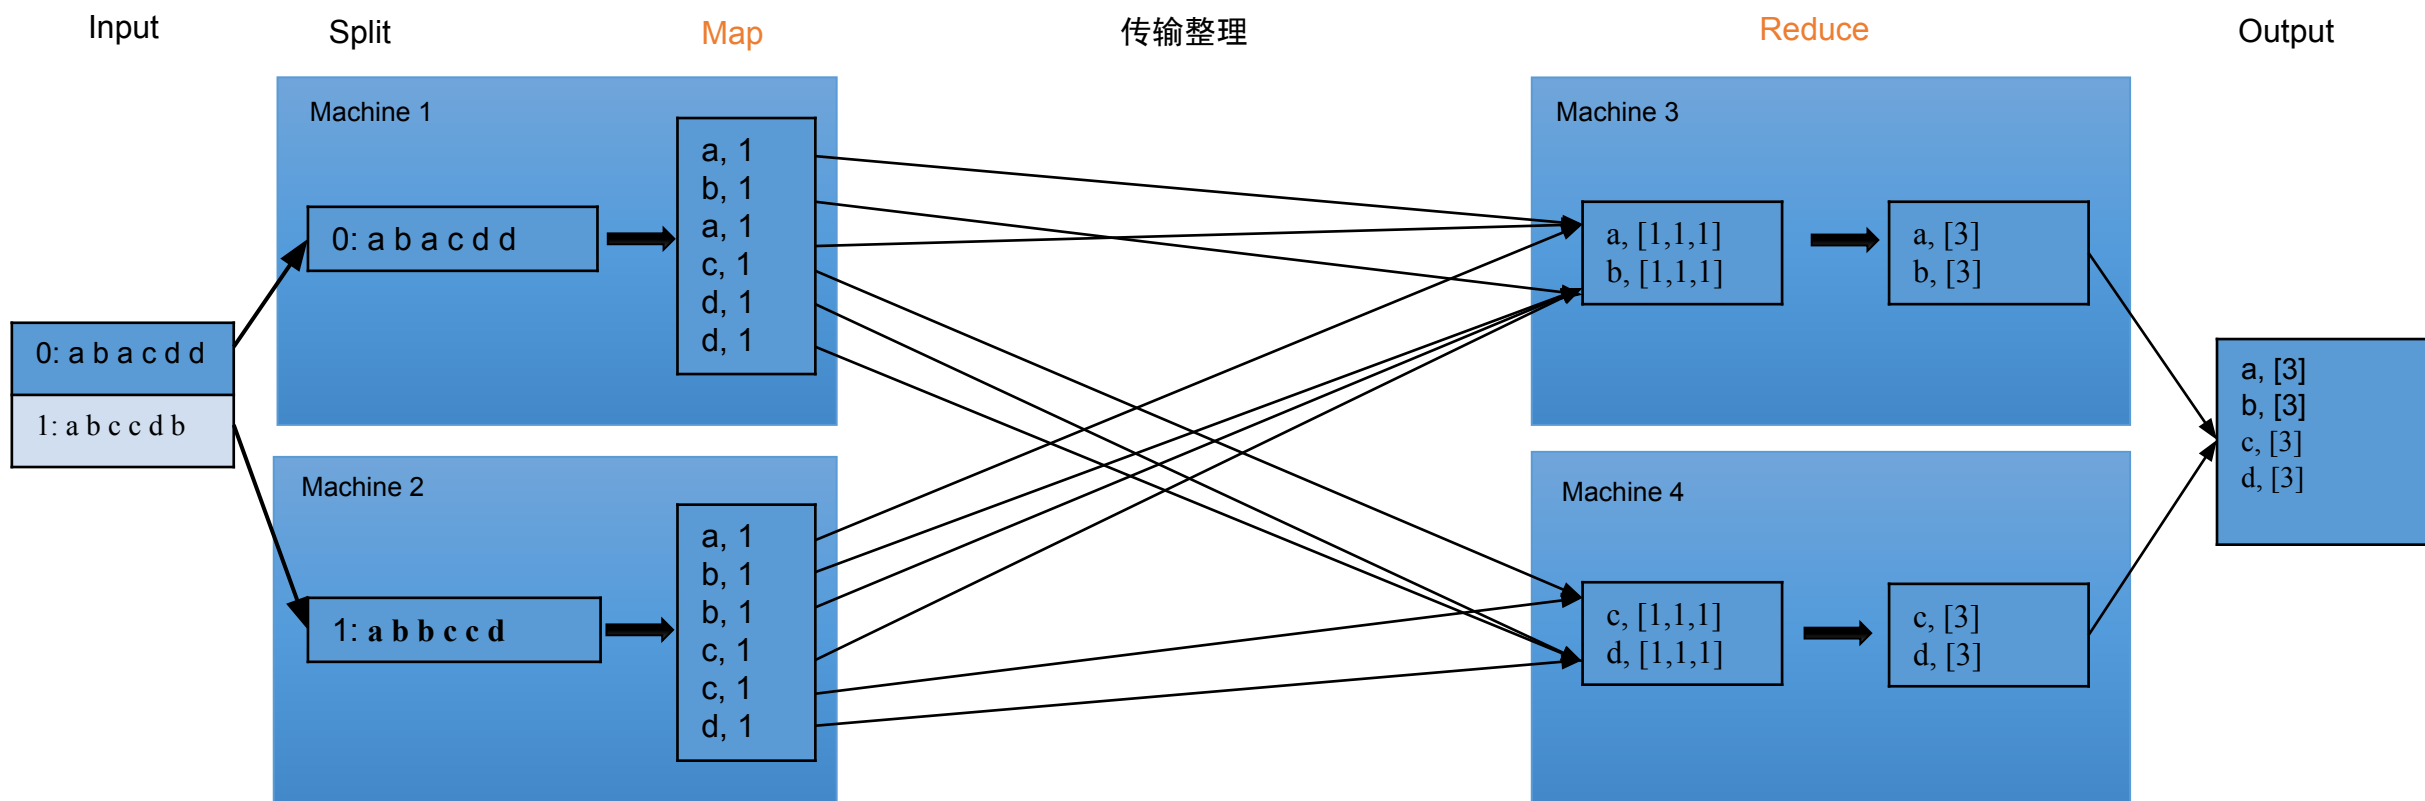 Input
Split
Map
传输整理
Reduce
Output
0: a b a c d d
1: a b c c d b
Machine 1
0: a b a c d d
a, 1
b, 1
a, 1
c, 1
d, 1
d, 1
Machine 2
1: a b b c c d
a, 1
b, 1
b, 1
c, 1
c, 1
d, 1
Machine 3
a, [1,1,1]
b, [1,1,1]
a, [3]
b, [3]
Machine 4
c, [1,1,1]
d, [1,1,1]
c, [3]
d, [3]
a, [3]
b, [3]
c, [3]
d, [3]